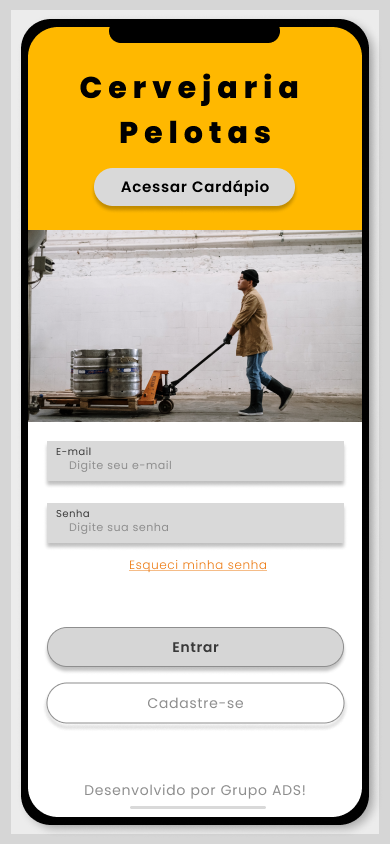 Cervejaria
Pelotas
Acessar Cardápio
E-mail
Digite seu e-mail
Senha
Digite sua senha
Esqueci minha senha
Entrar
Cadastre-se
Desenvolvido por Grupo ADS!